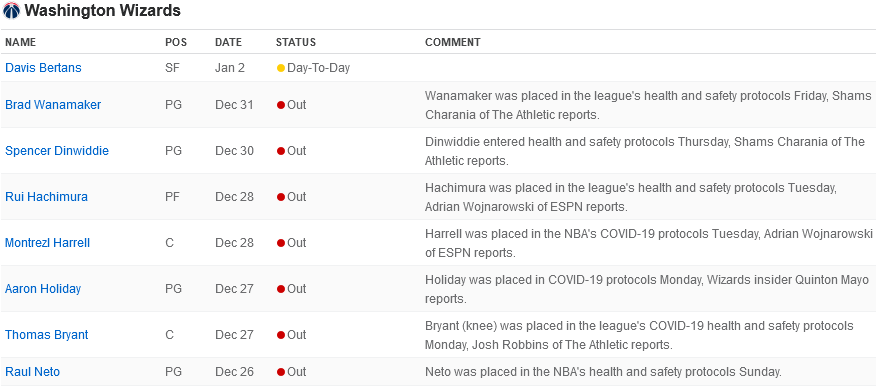 Washington Wizards
NAME POS DATE STATUS COMMENT
Davis Bertans SF Jan 2 Day-To-Day
Brad Wanamaker PG Dec 31 Out Wanamaker was placed in the league's health and safety protocols Friday, Shams
Charania of The Athletic reports.
Spencer Dinwiddie PG Dec 30 Out Dinwiddie entered health and safety protocols Thursday, Shams Charania of The
Athletic reports.
Rui Hachimura PF Dec 28 Out Hachimura was placed in the league's health and safety protocols Tuesday,
Adrian Wojnarowski of ESPN reports.
Montrezl Harrell C Dec 28 Out Harrell was placed in the NBA's COVID-19 protocols Tuesday, Adrian Wojnarowski
of ESPN reports.
Aaron Holiday PG Dec 27 Out Holiday was placed in COVID-19 protocols Monday, Wizards insider Quinton Mayo
reports.
Thomas Bryant C Dec 27 Out Bryant (knee) was placed in the league's COVID-19 health and safety protocols
Monday, Josh Robbins of The Athletic reports.
Raul Neto PG Dec 26 Out Neto was placed in the NBA's health and safety protocols Sunday.